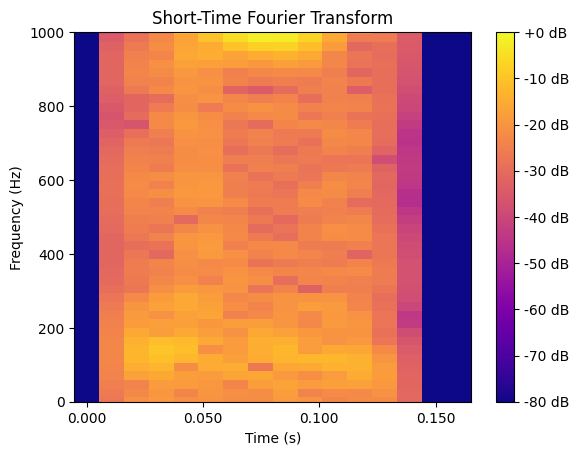 Short-Time Fourier Transform
1000
800
600
400
200
0
Frequency (Hz)
0.000
0.050
0.100
0.150
Time (s)
+0 dB
-10 dB
-20 dB
-30 dB
-40 dB
-50 dB
-60 dB
-70 dB
-80 dB